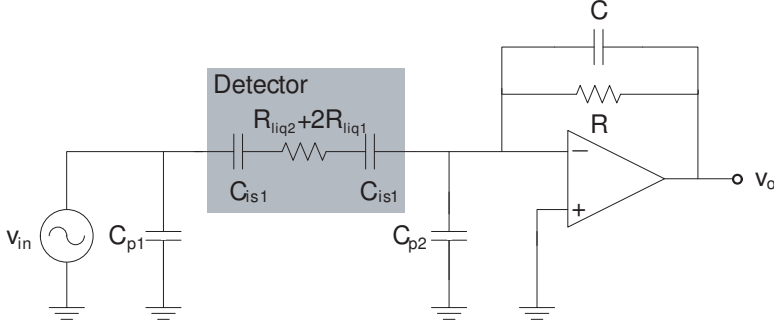 C
Detector
R
R_liq2+2R_liq1
C_is1
C_is1
v_in
C_p1
C_p2
−
+
v_o